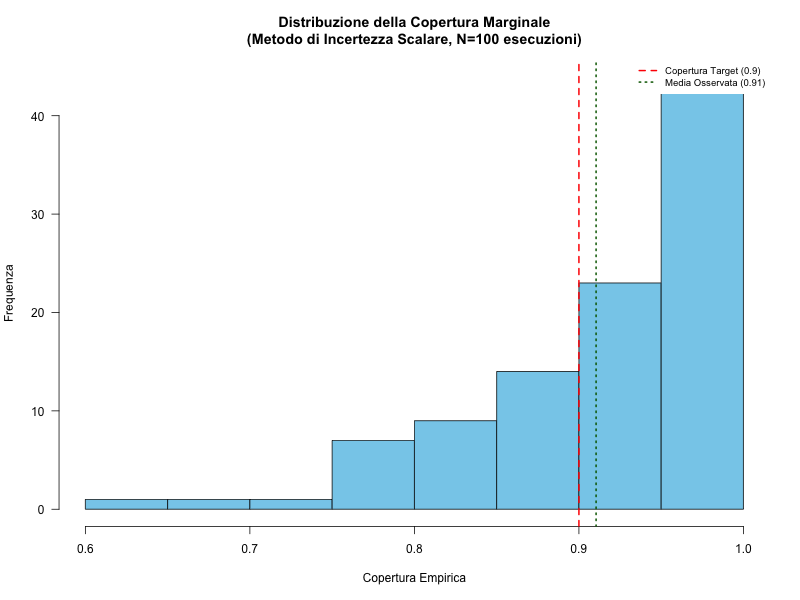 Distribuzione della Copertura Marginale
(Metodo di Incertezza Scalare, N=100 esecuzioni)
Copertura Target (0.9)
Media Osservata (0.91)
Frequenza
40
30
20
10
0
0.6 0.7 0.8 0.9 1.0
Copertura Empirica